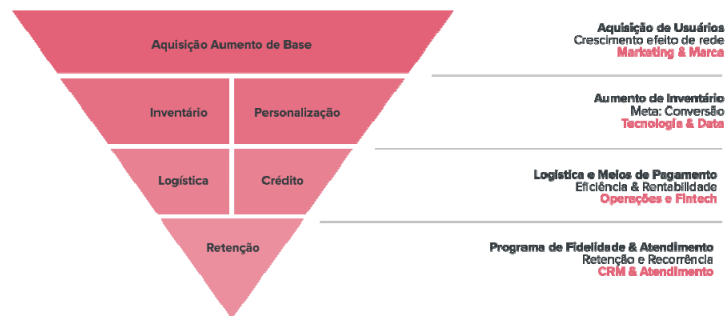 Aquisição Aumento de Base
Aquisição de Usuários
Crescimento efeito de rede
Marketing & Marca
Inventário
Personalização
Aumento de Inventário
Meta: Conversão
Tecnologia & Data
Logística
Crédito
Logística e Meios de Pagamento
Eficiência & Rentabilidade
Operações e Fintech
Retenção
Programa de Fidelidade & Atendimento
Retenção e Recorrência
CRM & Atendimento